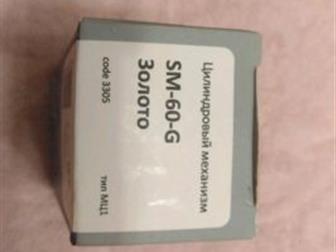 Цилиндровый механизм
SM-60-G
Золото
code 3305
тип МЦ1